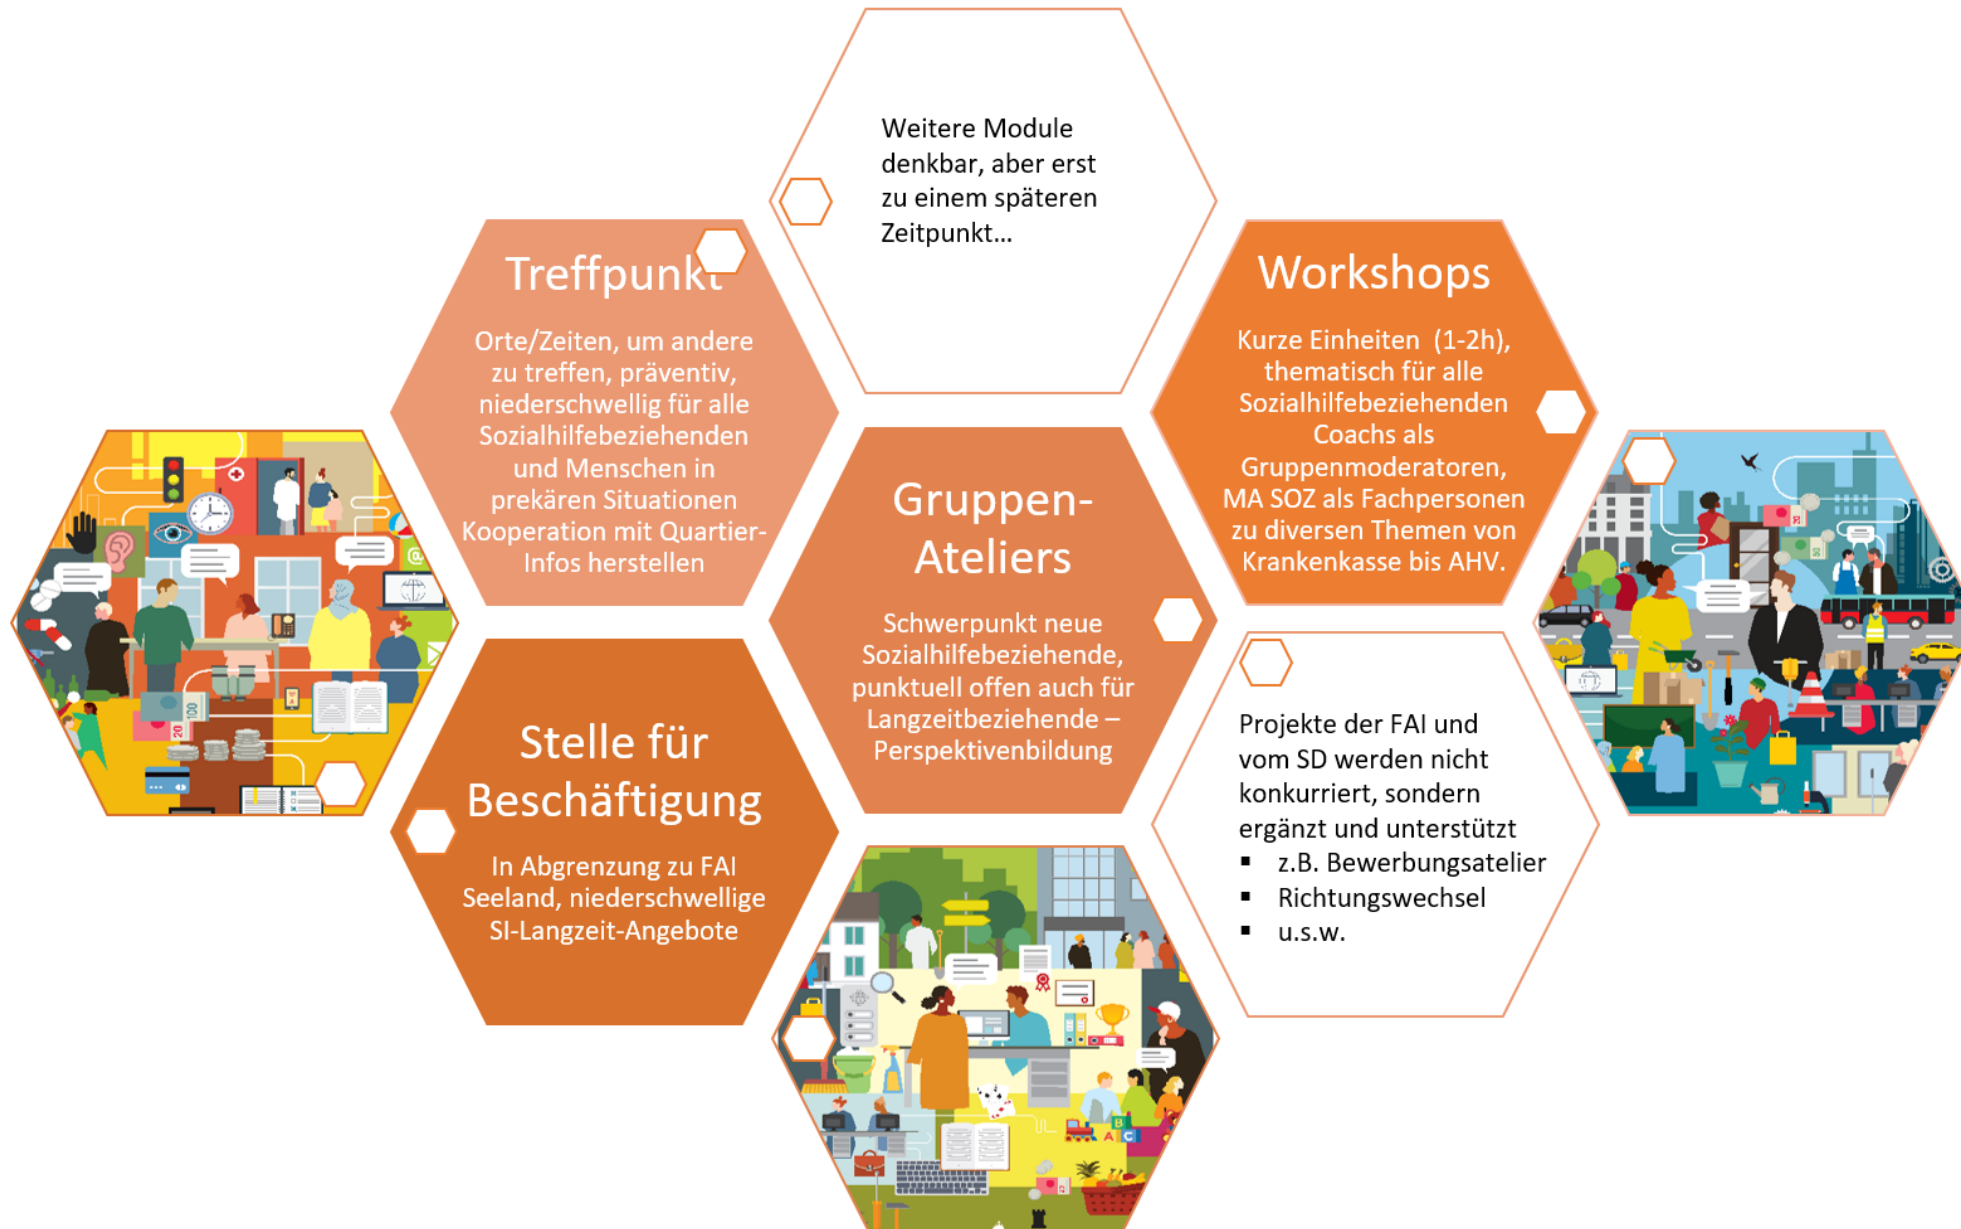 Weitere Module
denkbar, aber erst
zu einem späteren
Zeitpunkt...
Treffpunkt
Orte/Zeiten, um andere
zu treffen, präventiv,
niederschwellig für alle
Sozialhilfebeziehenden
und Menschen in
prekären Situationen
Kooperation mit Quartier-
Infos herstellen
Workshops
Kurze Einheiten (1-2h),
thematisch für alle
Sozialhilfebeziehenden
Coachs als
Gruppenmoderatoren,
MA SOZ als Fachpersonen
zu diversen Themen von
Krankenkasse bis AHV.
Gruppen-
Ateliers
Schwerpunkt neue
Sozialhilfebeziehende,
punktuell offen auch für
Langzeitbeziehende –
Perspektivenbildung
Stelle für
Beschäftigung
In Abgrenzung zu FAI
Seeland, niederschwellige
SI-Langzeit-Angebote
Projekte der FAI und
vom SD werden nicht
konkurriert, sondern
ergänzt und unterstützt
▪ z.B. Bewerbungsatelier
▪ Richtungswechsel
▪ u.s.w.
@
100
20
20
50
B
A C